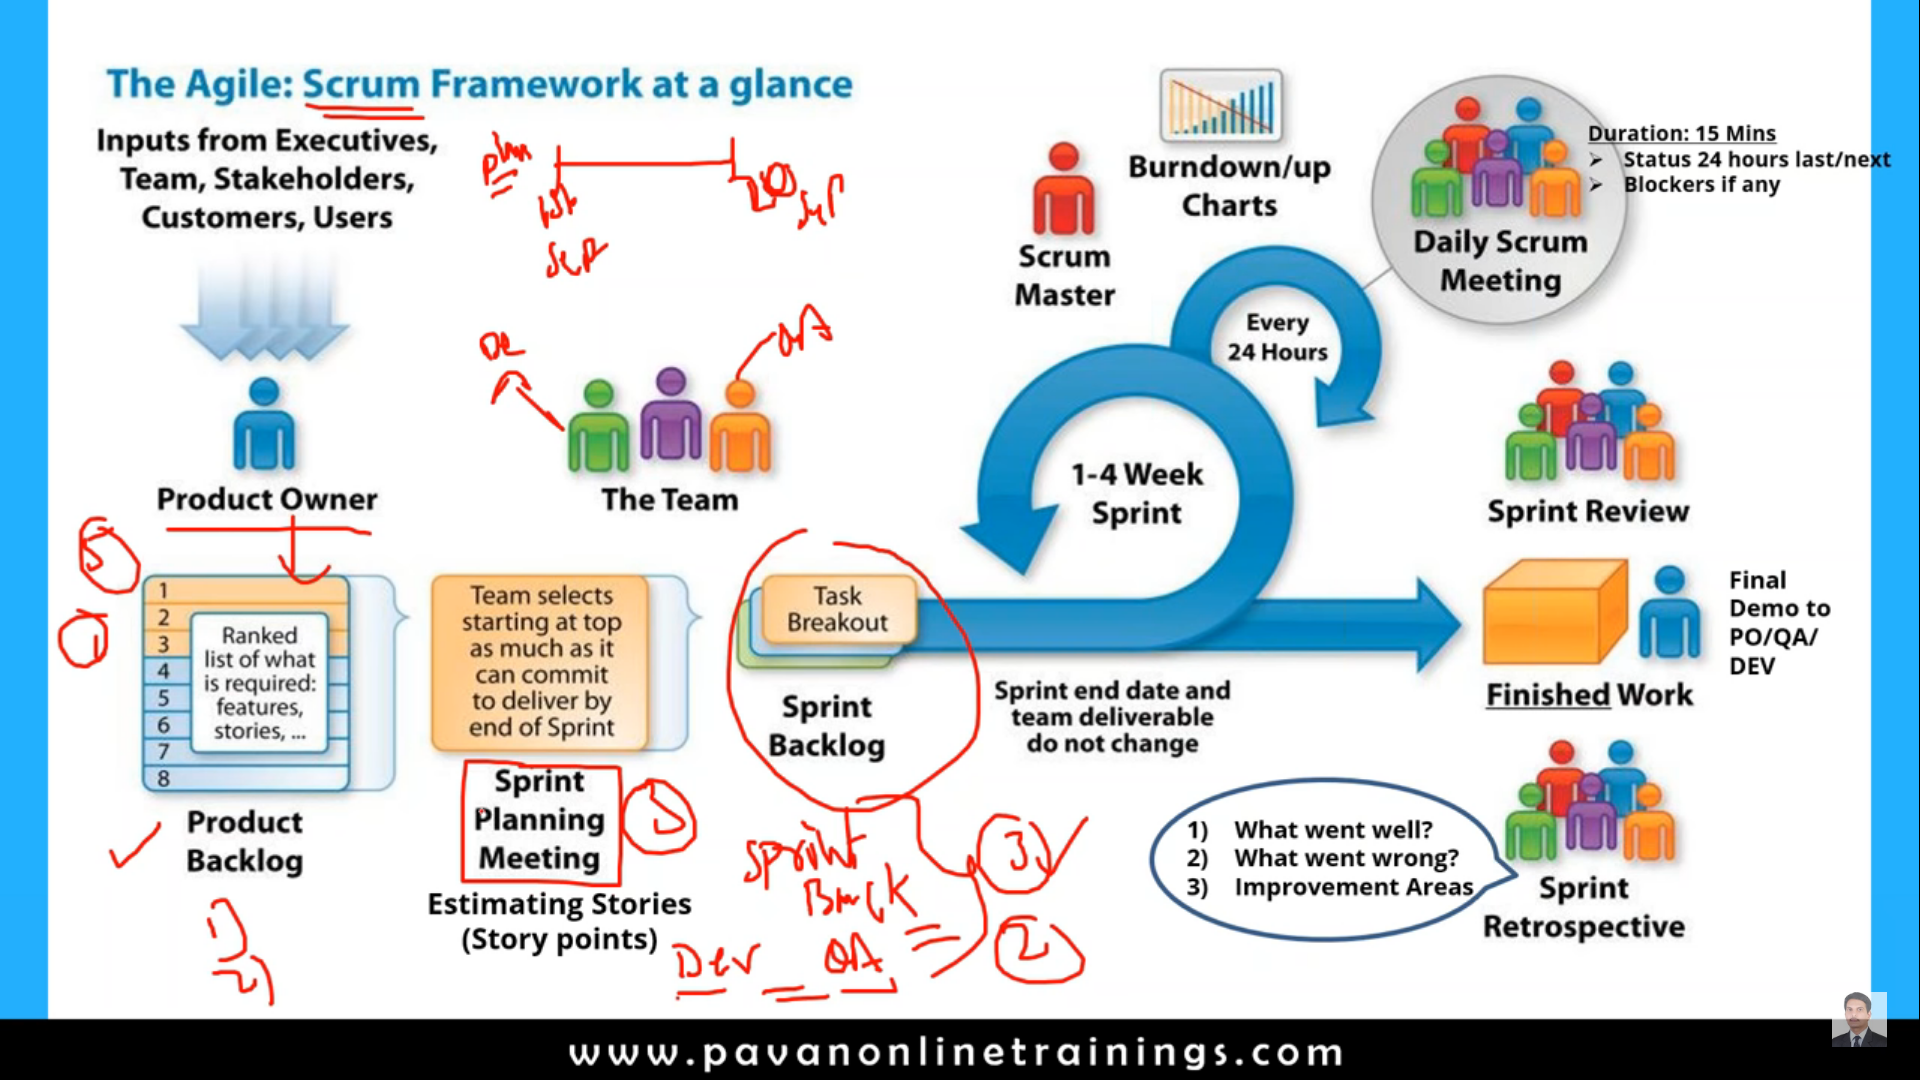 The Agile: Scrum Framework at a glance
Inputs from Executives,
Team, Stakeholders,
Customers, Users
plan
1st
Sep
20
Sep
Product Owner
QA
The Team
Burndown/up
Charts
Scrum
Master
Daily Scrum
Meeting
Duration: 15 Mins
➢ Status 24 hours last/next
➢ Blockers if any
Every
24 Hours
1-4 Week
Sprint
Sprint Review
5
1
1
2
3
4
5
6
7
8
Ranked
list of what
is required:
features,
stories, ...
Product
Backlog
1)
2)
Team selects
starting at top
as much as it
can commit
to deliver by
end of Sprint
Sprint
Planning
Meeting
Estimating Stories
(Story points)
Task
Breakout
Sprint
Backlog
Sprint
Back
Dev QA
3
2
Sprint end date and
team deliverable
do not change
Finished Work
Final
Demo to
PO/QA/
DEV
1) What went well?
2) What went wrong?
3) Improvement Areas
Sprint
Retrospective
www.pavanonlinetrainings.com